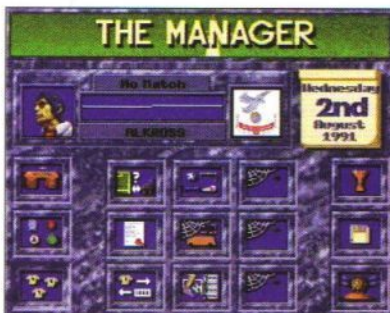 THE MANAGER
No Match
ALKROSS
Wednesday
2nd
August
1991